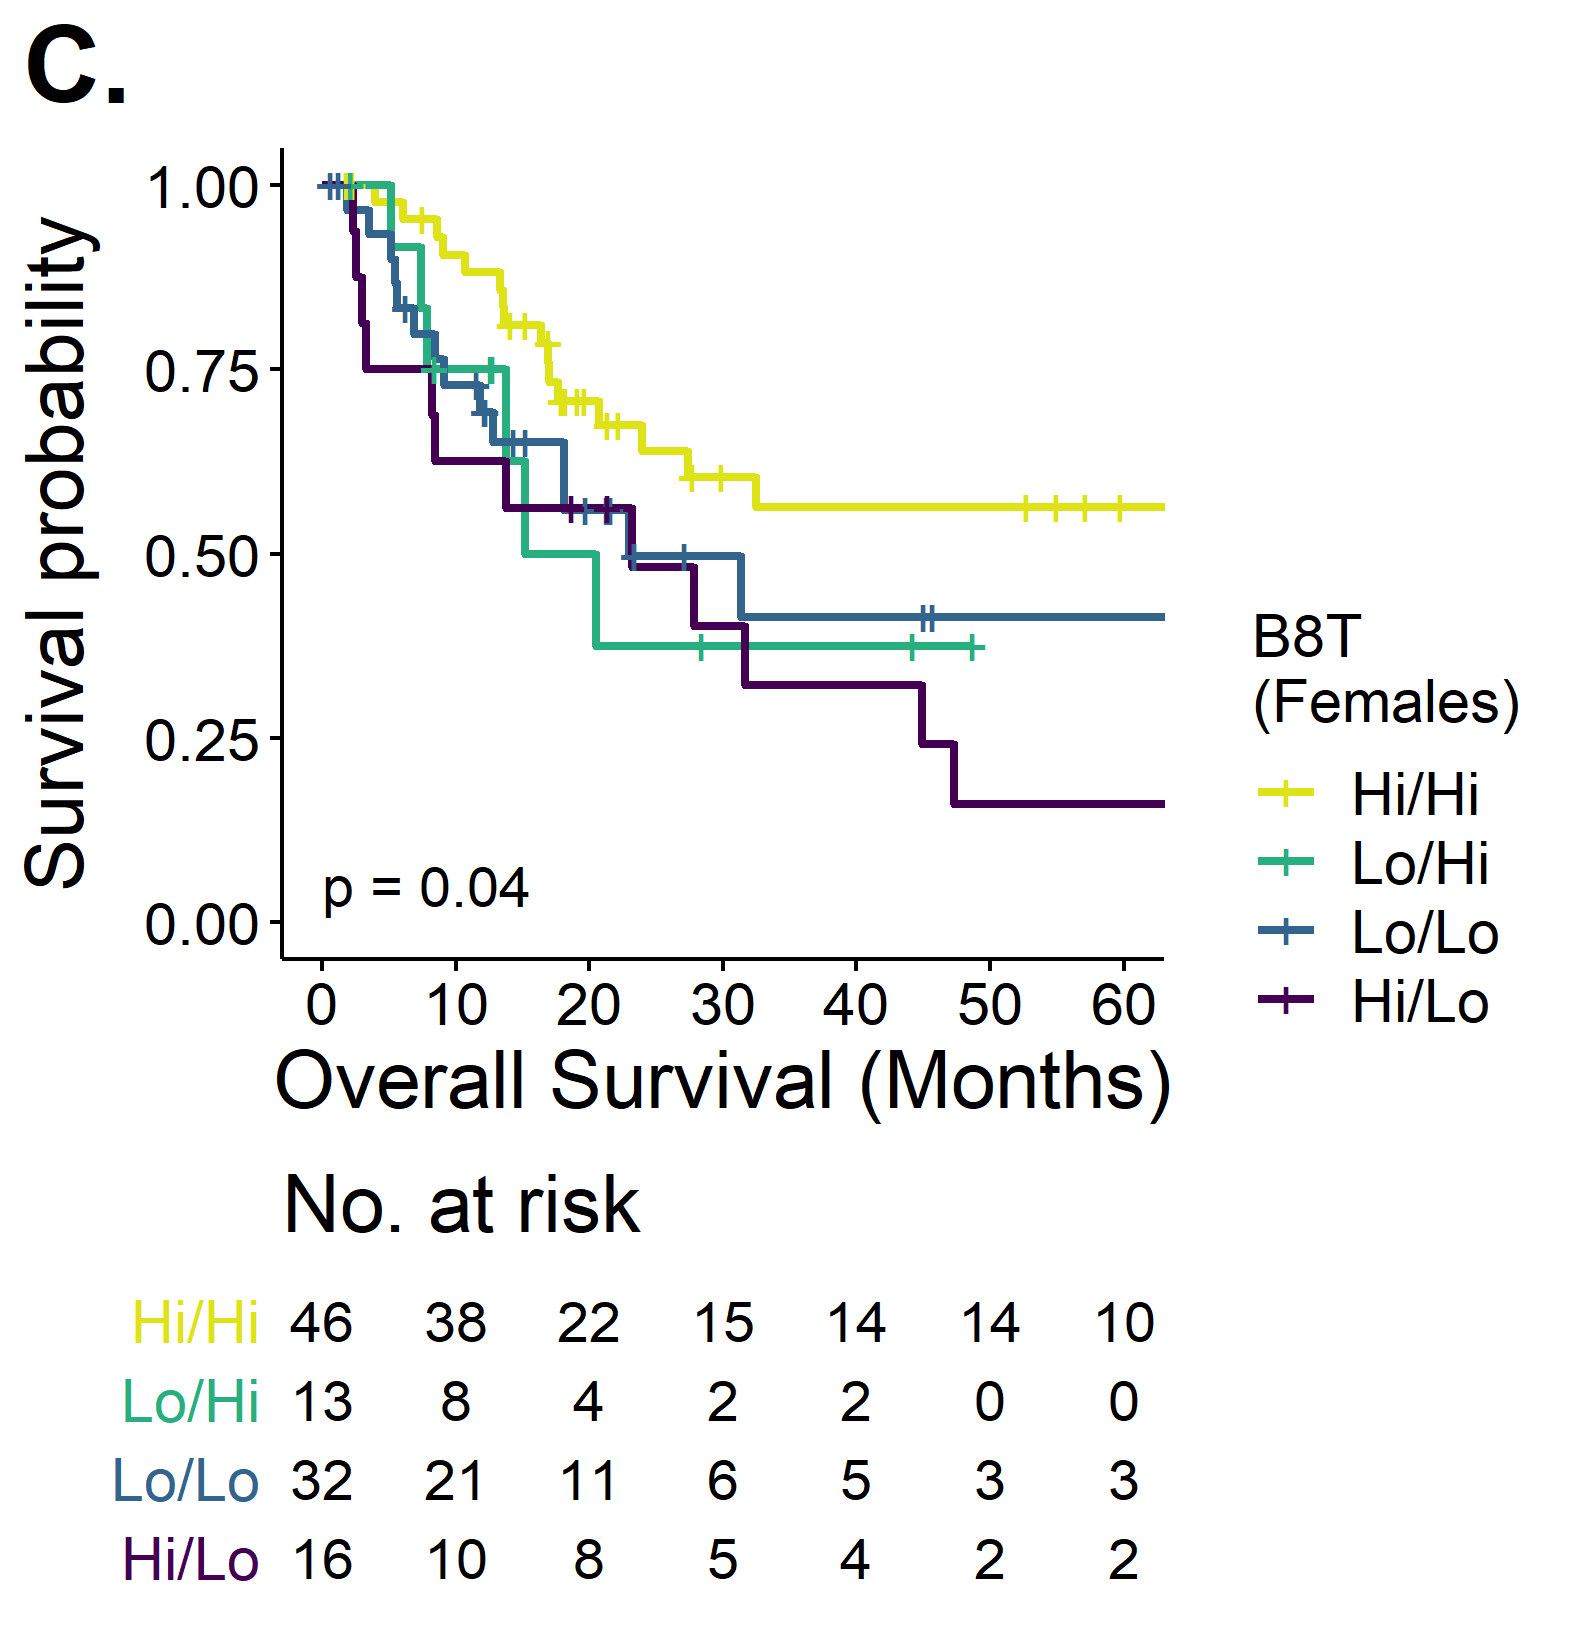 C.
Survival probability
1.00
0.75
0.50
0.25
0.00
p = 0.04
0 10 20 30 40 50 60
Overall Survival (Months)
B8T
(Females)
Hi/Hi
Lo/Hi
Lo/Lo
Hi/Lo
No. at risk
Hi/Hi 46 38 22 15 14 14 10
Lo/Hi 13 8 4 2 2 0 0
Lo/Lo 32 21 11 6 5 3 3
Hi/Lo 16 10 8 5 4 2 2